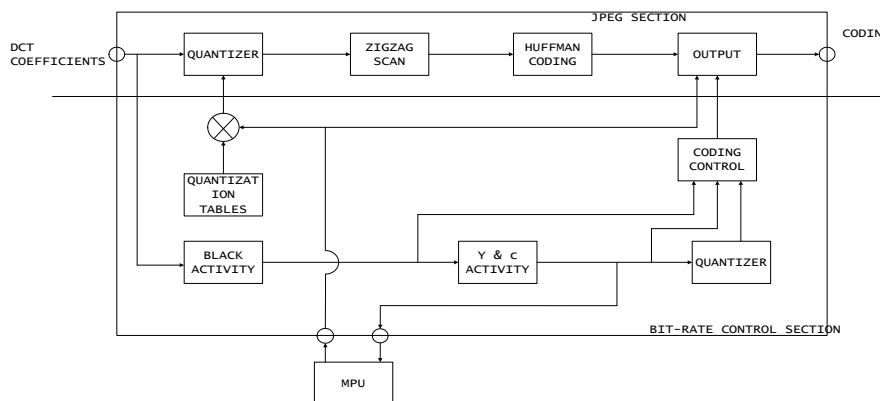 JPEG SECTION
DCT
COEFFICIENTS
QUANTIZER
ZIGZAG
SCAN
HUFFMAN
CODING
OUTPUT
CODIN
CODING
CONTROL
QUANTIZAT
ION
TABLES
BLACK
ACTIVITY
Y & c
ACTIVITY
QUANTIZER
BIT-RATE CONTROL SECTION
MPU